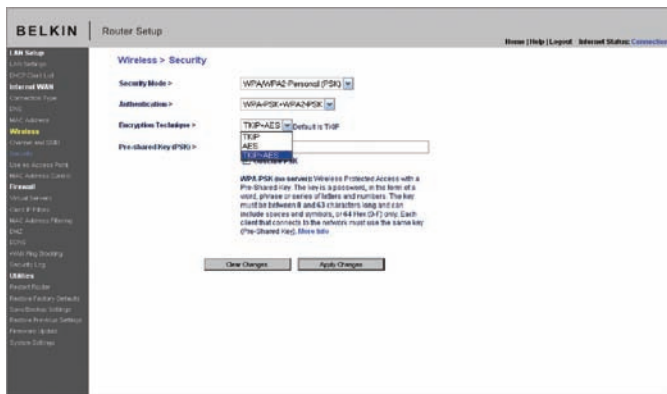 BELKIN
Router Setup
Home | Help | Logout Internet Status: Connection
LAN Setup
LAN Settings
DHCP Client List
Internet WAN
Connection Type
DNS
MAC Address
Wireless
Channel and SSID
Security
Use as Access Point
MAC Address Control
Firewall
Virtual Servers
Client IP Filters
MAC Address Filtering
DMZ
DDNS
WAN Ping Blocking
Security Log
Utilities
Restart Router
Restore Factory Defaults
Save/Backup Settings
Restore Previous Settings
Firmware Update
System Settings
Wireless > Security
Security Mode >
WPA/WPA2-Personal (PSK)
Authentication >
WPA-PSK+WPA2-PSK
Encryption Technique >
TKIP+AES
Default is TKIP
TKIP
AES
TKIP+AES
Pre-shared Key (PSK) >
Obscure PSK
WPA-PSK (no server) Wireless Protected Access with a
Pre-Shared Key. The key is a password, in the form of a
word, phrase or series of letters and numbers. The key
must be between 8 and 63 characters long and can
include spaces and symbols, or 64 Hex (0-F) only. Each
client that connects to the network must use the same key
(Pre-Shared Key). More Info
Clear Changes
Apply Changes